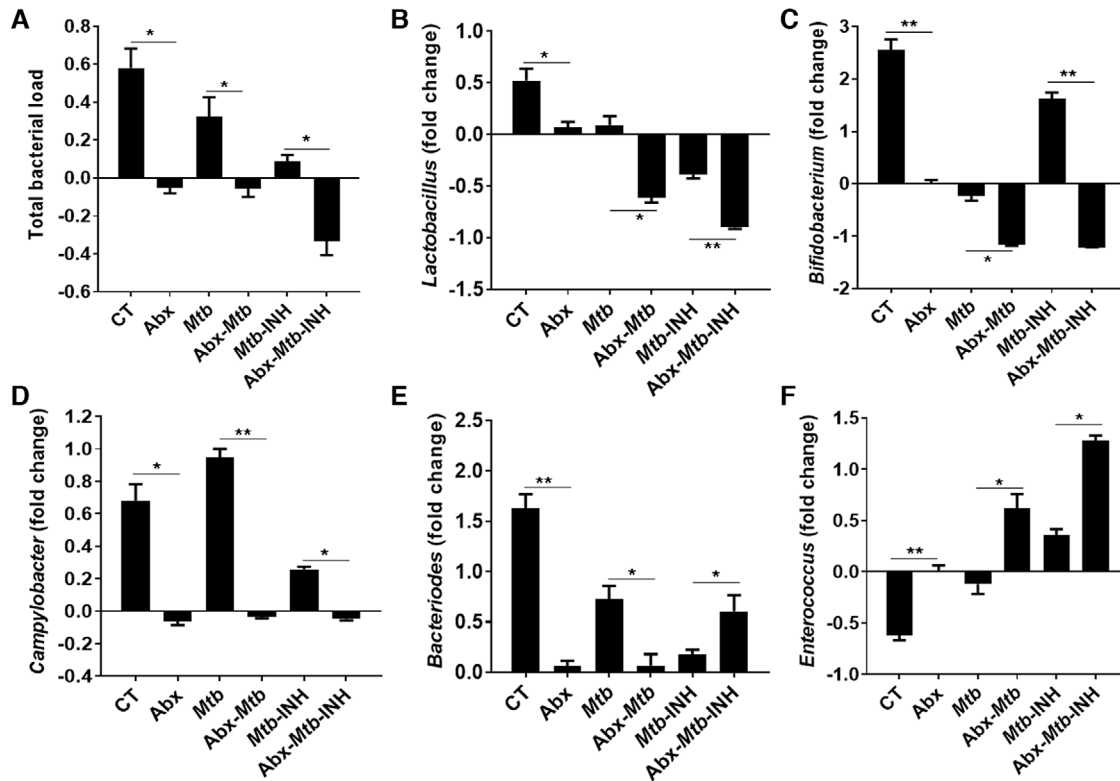 A
Total bacterial load
0.8
0.6
0.4
0.2
0.0
-0.2
-0.4
-0.6
*
*
*
CT
Abx
Mtb
Abx-Mtb
Mtb-INH
Abx-Mtb-INH
B
Lactobacillus (fold change)
1.0
0.5
0.0
-0.5
-1.0
-1.5
*
*
**
CT
Abx
Mtb
Abx-Mtb
Mtb-INH
Abx-Mtb-INH
C
Bifidobacterium (fold change)
3
2
1
0
-1
-2
**
*
**
CT
Abx
Mtb
Abx-Mtb
Mtb-INH
Abx-Mtb-INH
D
Campylobacter (fold change)
1.2
1.0
0.8
0.6
0.4
0.2
0.0
-0.2
-0.4
*
**
*
CT
Abx
Mtb
Abx-Mtb
Mtb-INH
Abx-Mtb-INH
E
Bacteriodes (fold change)
2.5
2.0
1.5
1.0
0.5
0.0
**
*
*
CT
Abx
Mtb
Abx-Mtb
Mtb-INH
Abx-Mtb-INH
F
Enterococcus (fold change)
1.5
1.0
0.5
0.0
-0.5
-1.0
**
*
*
CT
Abx
Mtb
Abx-Mtb
Mtb-INH
Abx-Mtb-INH